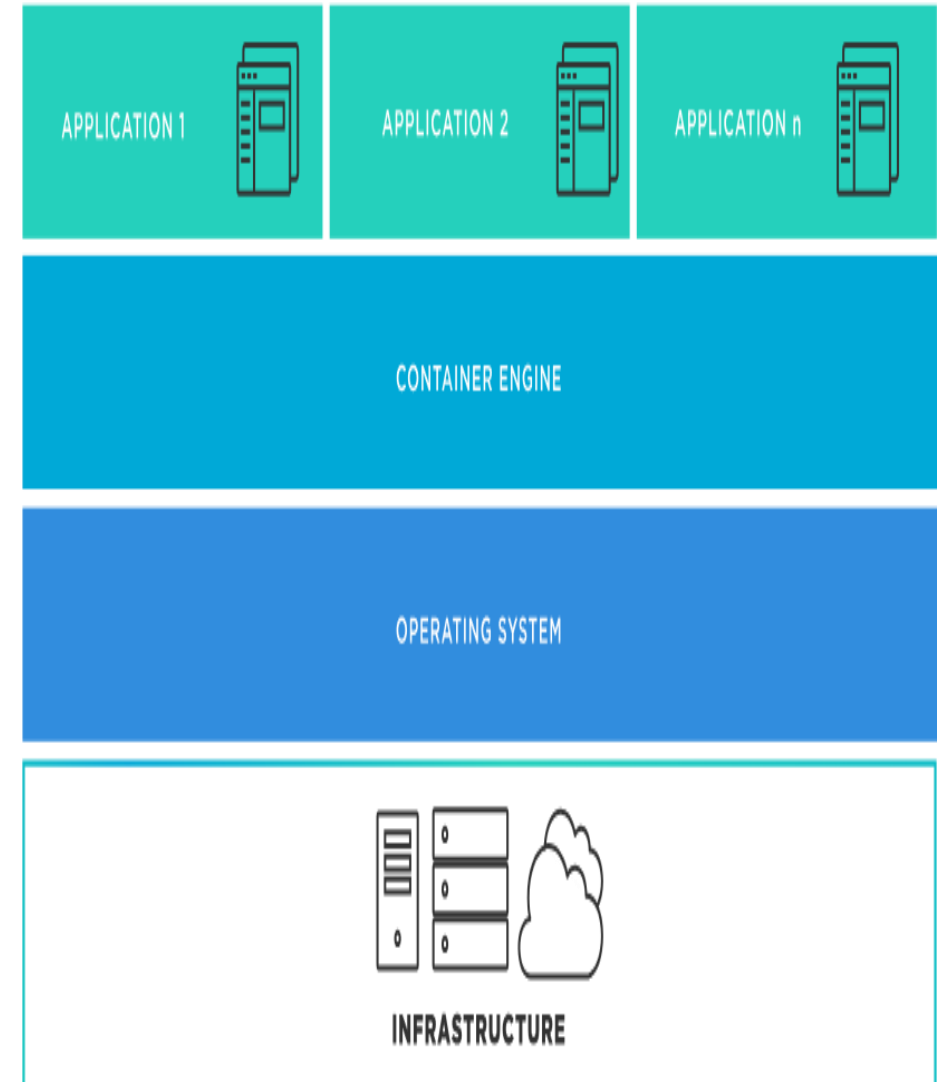 APPLICATION 1
APPLICATION 2
APPLICATION n
CONTAINER ENGINE
OPERATING SYSTEM
INFRASTRUCTURE